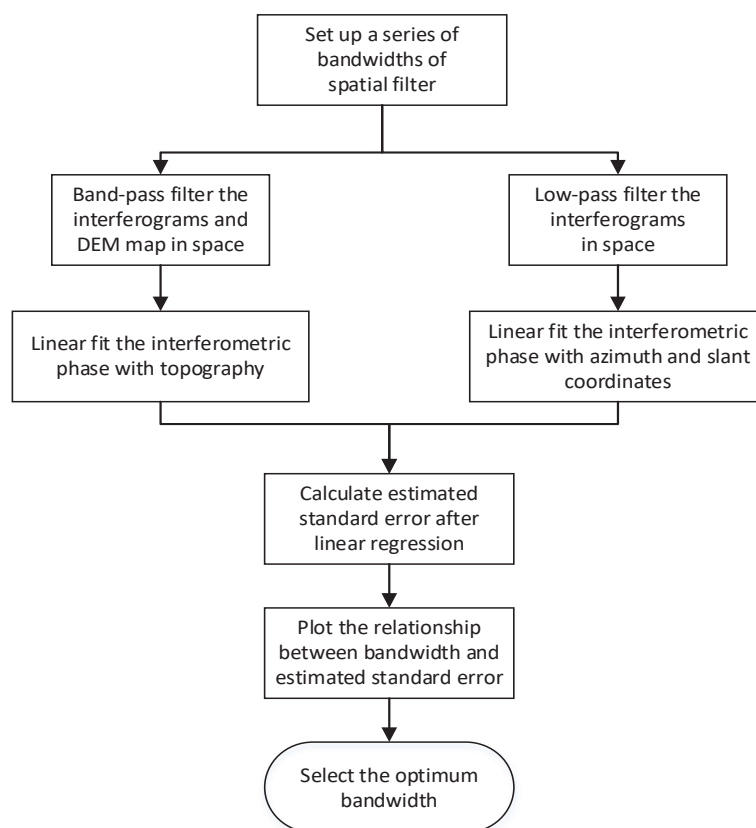 Set up a series of
bandwidths of
spatial filter
Band-pass filter the
interferograms and
DEM map in space
Low-pass filter the
interferograms
in space
Linear fit the interferometric
phase with topography
Linear fit the interferometric
phase with azimuth and slant
coordinates
Calculate estimated
standard error after
linear regression
Plot the relationship
between bandwidth and
estimated standard error
Select the optimum
bandwidth